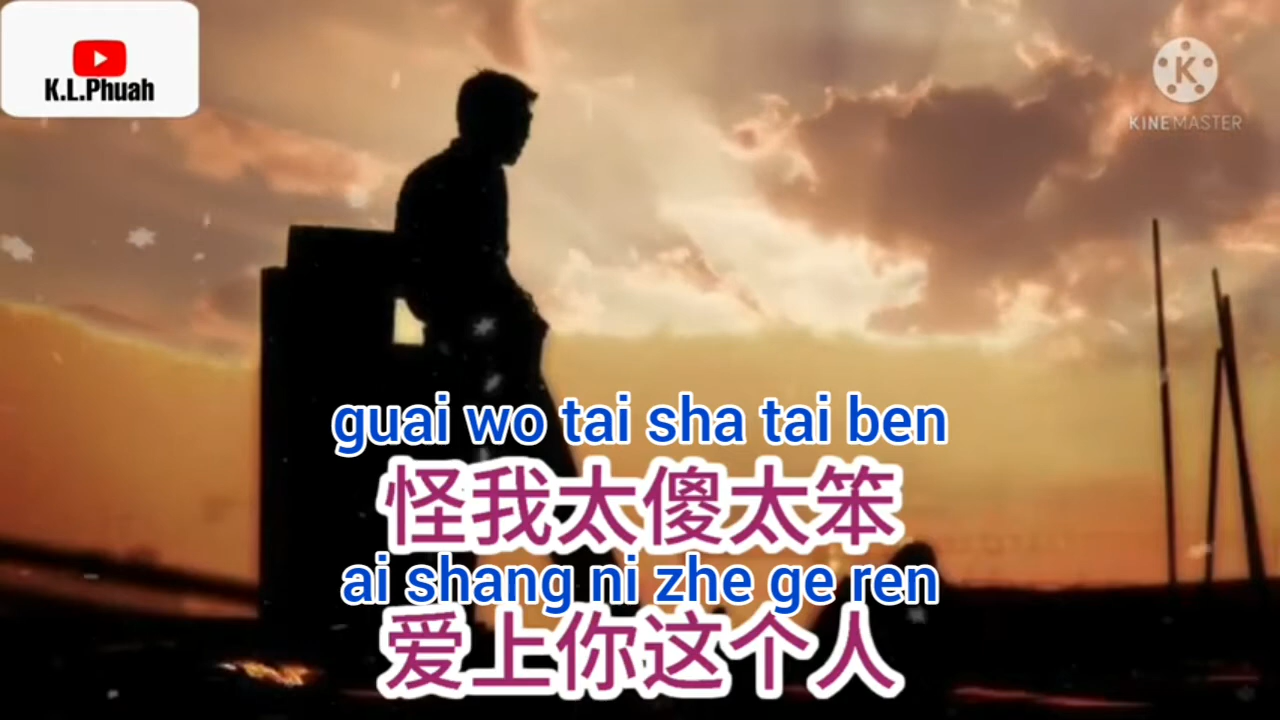 K.L.Phuah
K
KINEMASTER
guai wo tai sha tai ben
怪我太傻太笨
ai shang ni zhe ge ren
爱上你这个人